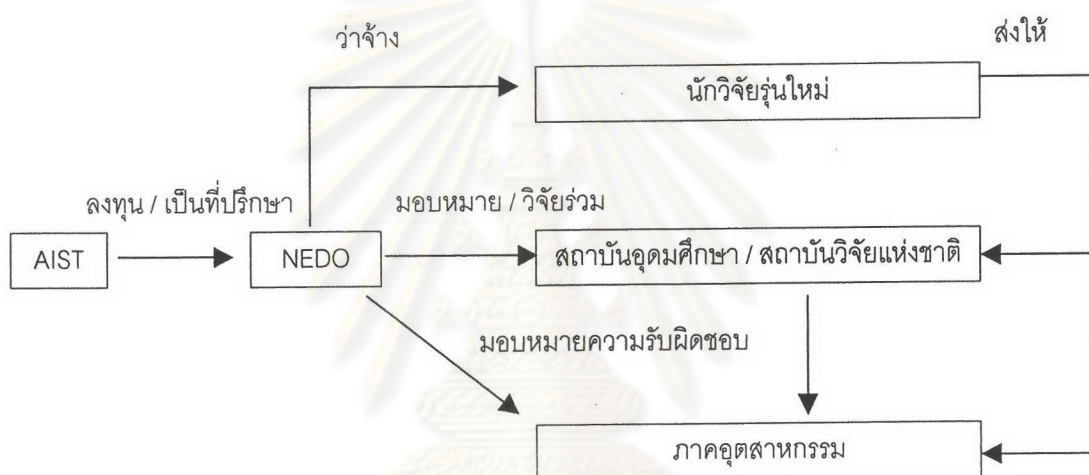 ว่าจ้าง
ส่งให้
นักวิจัยรุ่นใหม่
ลงทุน / เป็นที่ปรึกษา
มอบหมาย / วิจัยร่วม
AIST
NEDO
สถาบันอุดมศึกษา / สถาบันวิจัยแห่งชาติ
มอบหมายความรับผิดชอบ
ภาคอุตสาหกรรม